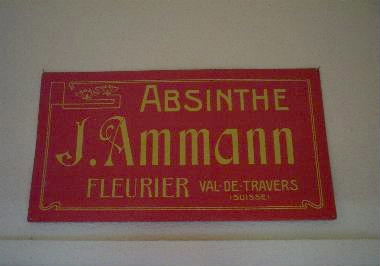 ABSINTHE
J. Ammann
FLEURIER VAL-DE-TRAVERS
(SUISSE)